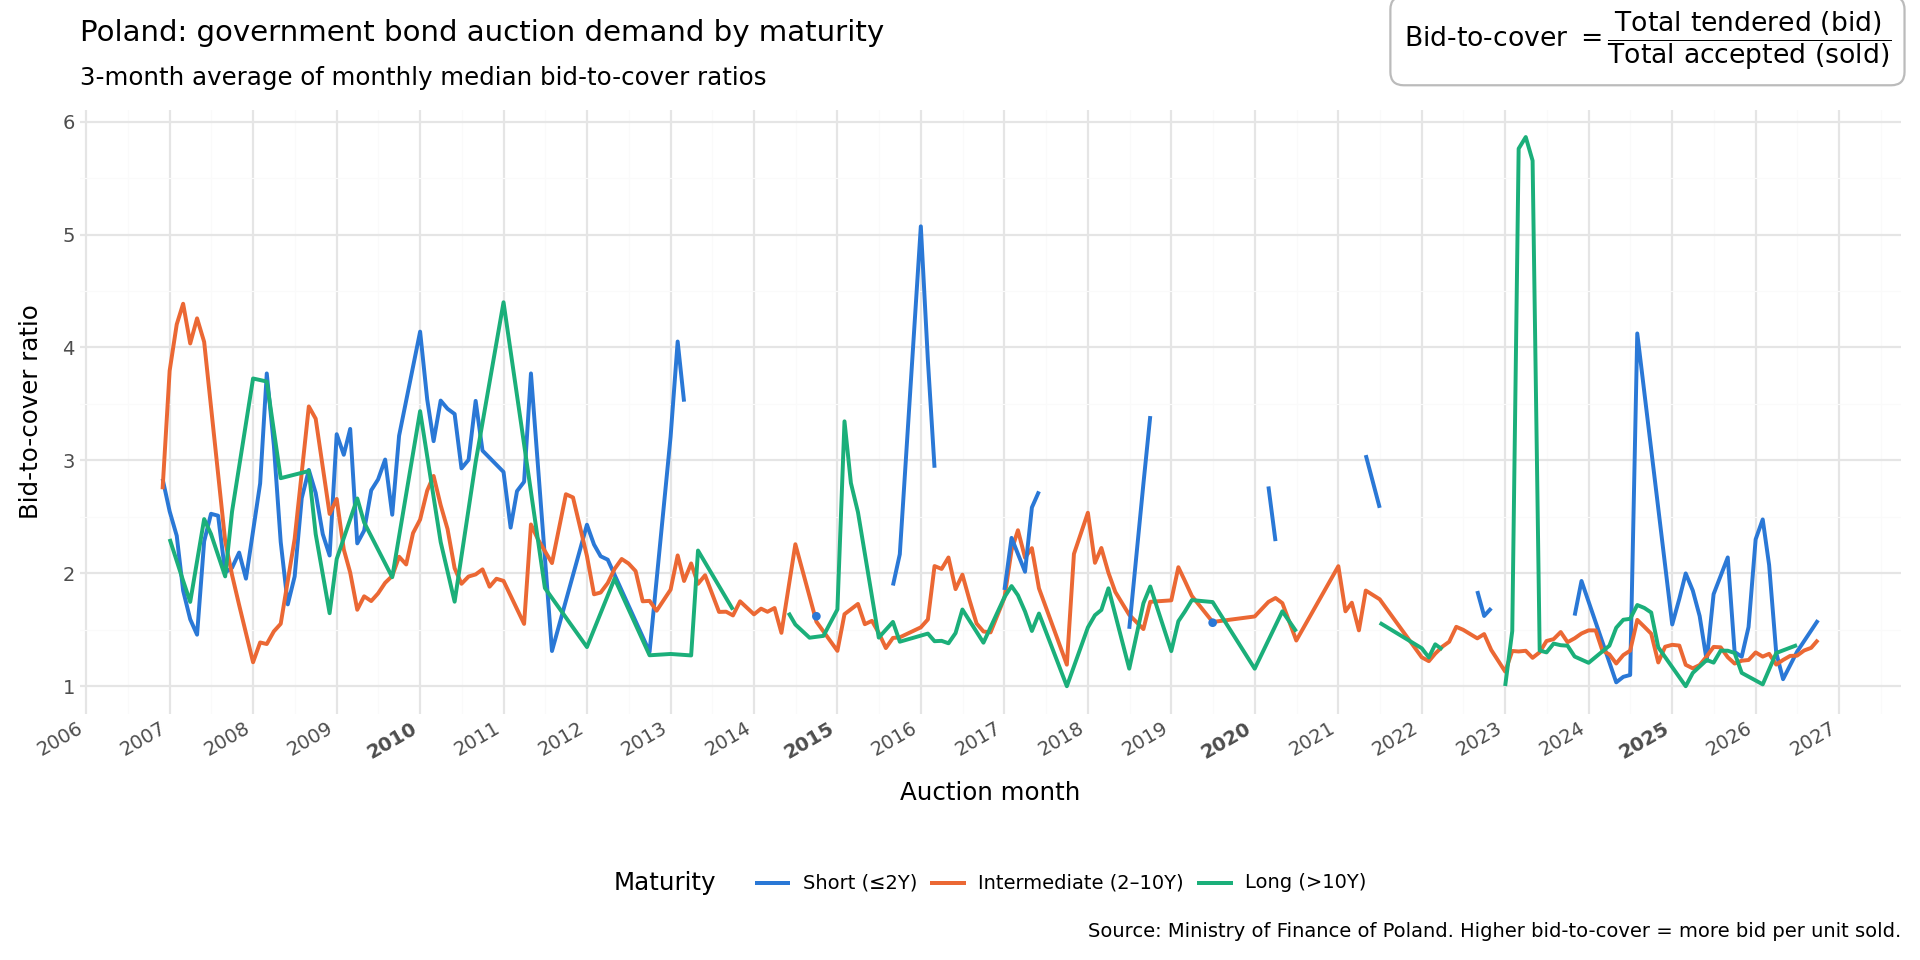 Poland: government bond auction demand by maturity
3-month average of monthly median bid-to-cover ratios
Bid-to-cover = Total tendered (bid)
Total accepted (sold)
Bid-to-cover ratio
6
5
4
3
2
1
2006 2007 2008 2009 2010 2011 2012 2013 2014 2015 2016 2017 2018 2019 2020 2021 2022 2023 2024 2025 2026 2027
Auction month
Maturity Short (≤2Y) Intermediate (2–10Y) Long (>10Y)
Source: Ministry of Finance of Poland. Higher bid-to-cover = more bid per unit sold.